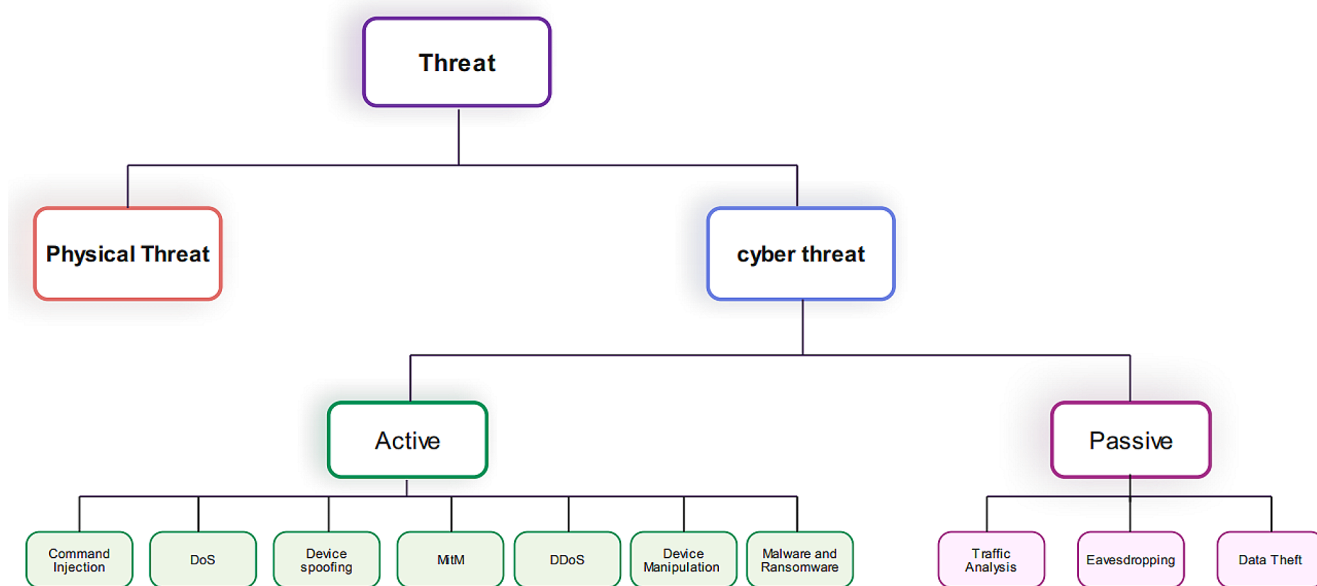 Threat
Physical Threat
cyber threat
Active
Passive
Command
Injection
DoS
Device
spoofing
MitM
DDoS
Device
Manipulation
Malware and
Ransomware
Traffic
Analysis
Eavesdropping
Data Theft